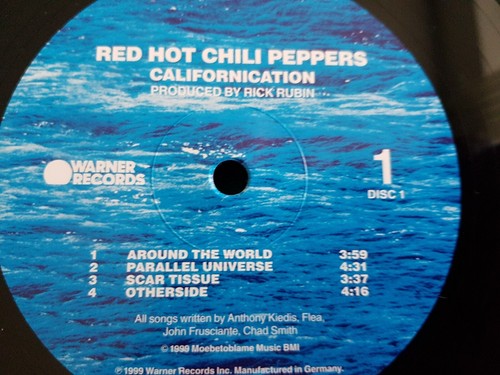 RED HOT CHILI PEPPERS
CALIFORNICATION
PRODUCED BY RICK RUBIN
WARNER
RECORDS
1
DISC 1
1 AROUND THE WORLD 3:59
2 PARALLEL UNIVERSE 4:31
3 SCAR TISSUE 3:37
4 OTHERSIDE 4:16
All songs written by Anthony Kiedis, Flea,
John Frusciante, Chad Smith
© 1999 Moebetoblame Music BMI
℗ 1999 Warner Records Inc. Manufactured in Germany.